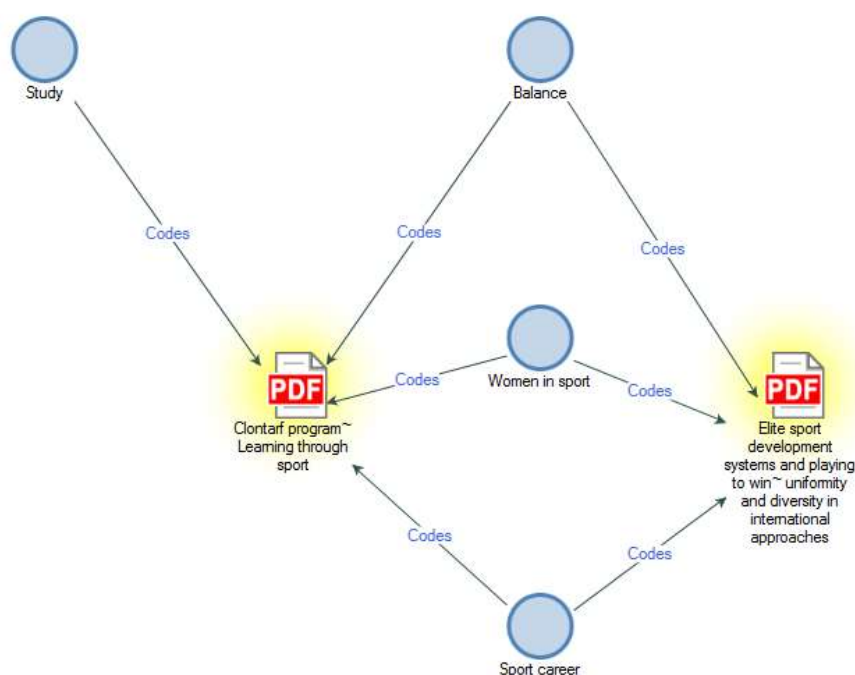 Study
Balance
Codes
Codes
Codes
PDF
Clontarf program~
Learning through
sport
Codes
Women in sport
Codes
PDF
Elite sport
development
systems and playing
to win~ uniformity
and diversity in
international
approaches
Codes
Codes
Sport career